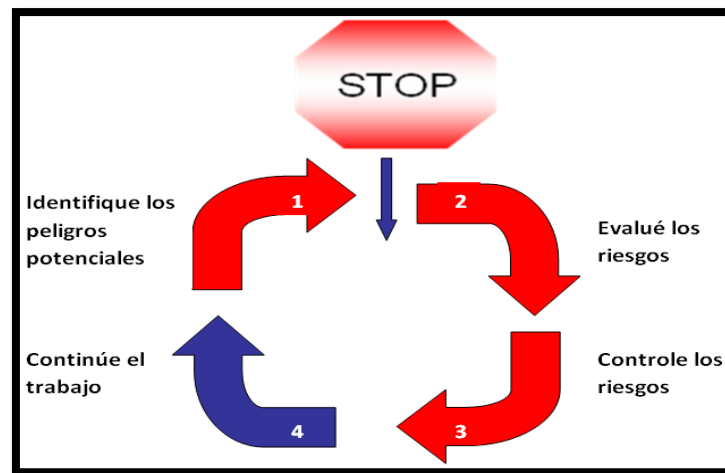 STOP
1
Identifique los
peligros
potenciales
2
Evalué los
riesgos
Controle los
riesgos
3
Continúe el
trabajo
4